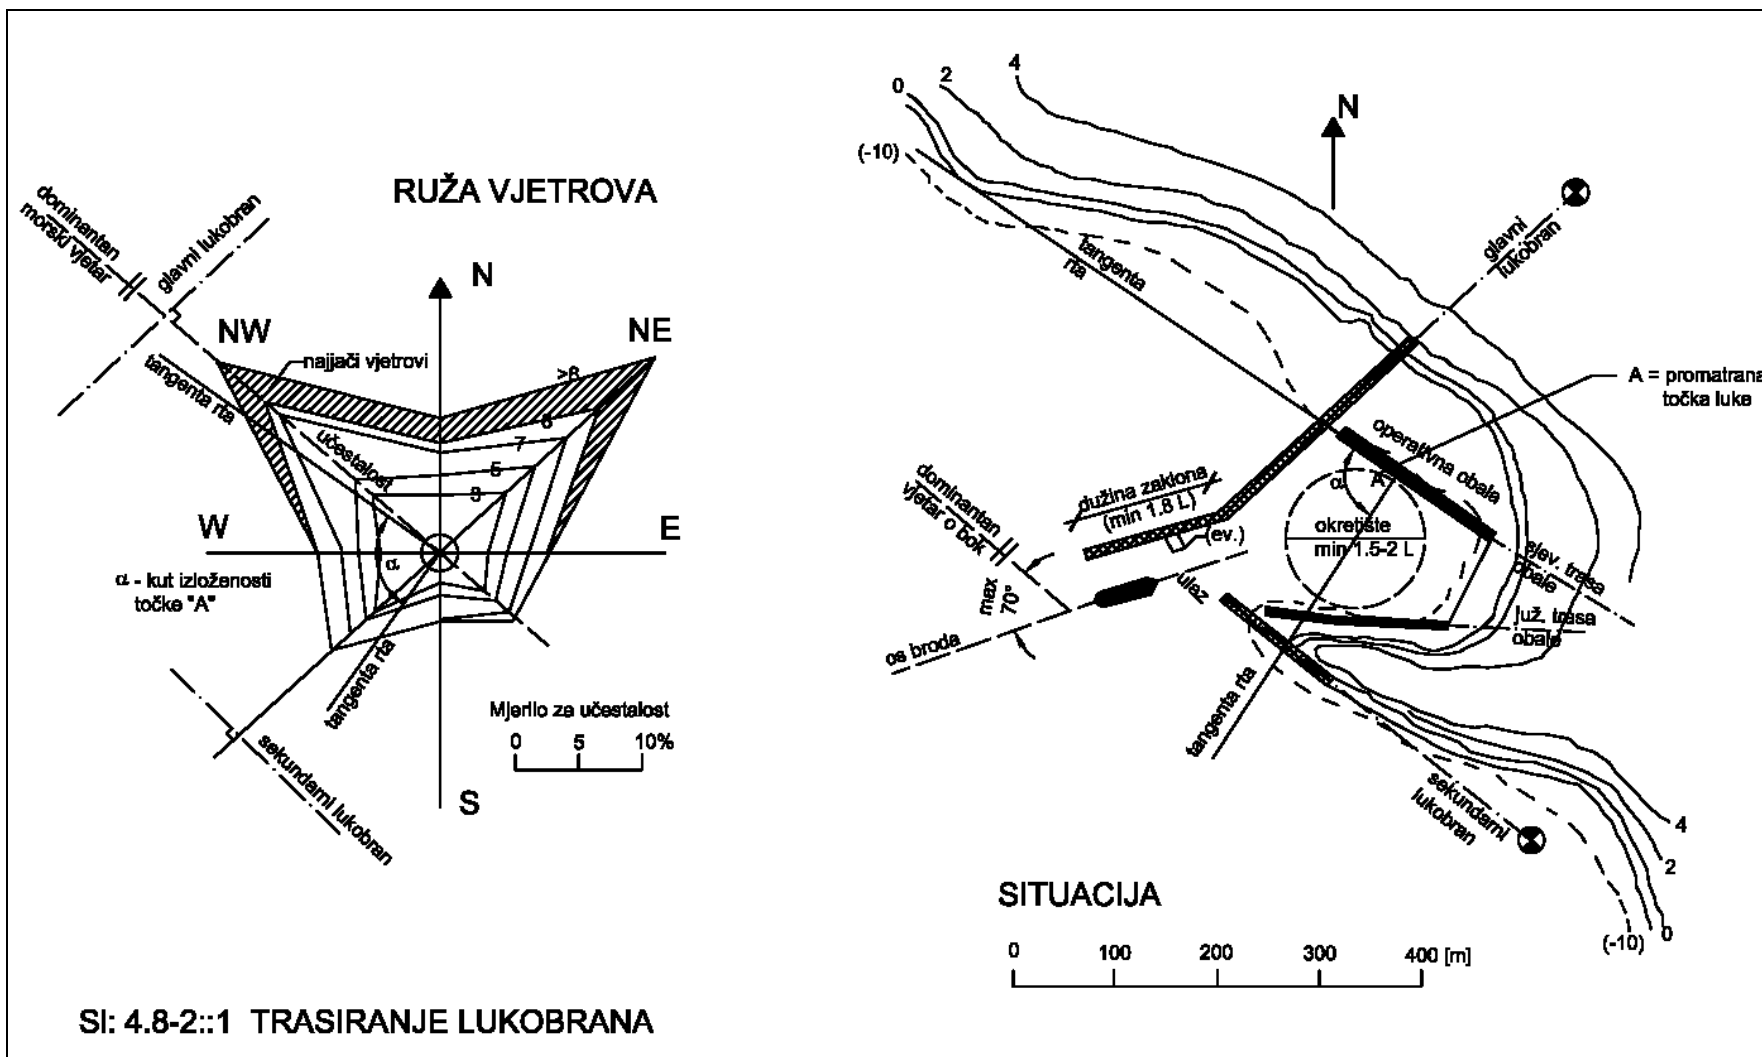 RUŽA VJETROVA
dominantan
morski vjetar
glavni lukobran
N
NW
NE
najjači vjetrovi
tangenta rta
učestalost
>8
8
7
5
3
W
E
α
α - kut izloženosti
točke "A"
tangenta rta
sekundarni lukobran
S
Mjerilo za učestalost
0 5 10%
0
2
4
(-10)
N
tangenta
rta
glavni
lukobran
A = promatrana
točka luke
operativna obala
α
A
dužina zaklona
(min 1.8 L)
(ev.)
dominantan
vjetar o bok
max
70°
os broda
ulaz
okretište
min 1.5-2 L
sjev. trasa
obale
juž. trasa
obale
tangenta rta
sekundarni
lukobran
4
2
0
(-10)
SITUACIJA
0 100 200 300 400 [m]
Sl: 4.8-2::1 TRASIRANJE LUKOBRANA